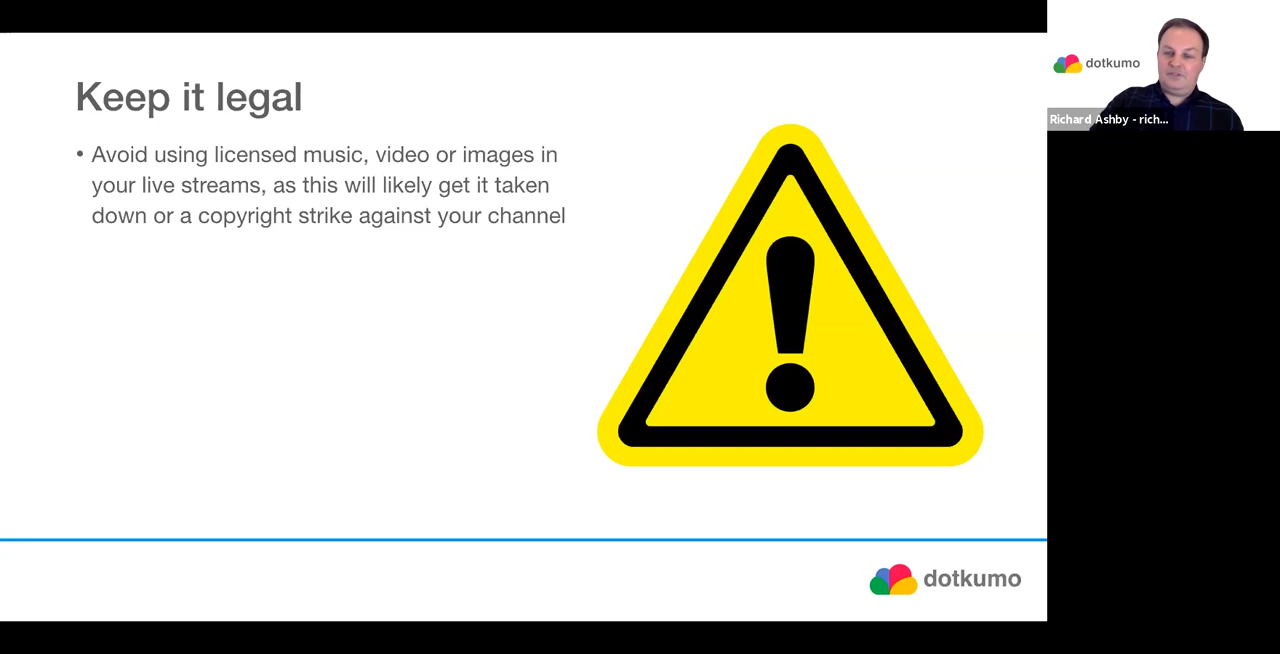 Keep it legal
• Avoid using licensed music, video or images in
your live streams, as this will likely get it taken
down or a copyright strike against your channel
dotkumo
dotkumo
Richard Ashby - rich...